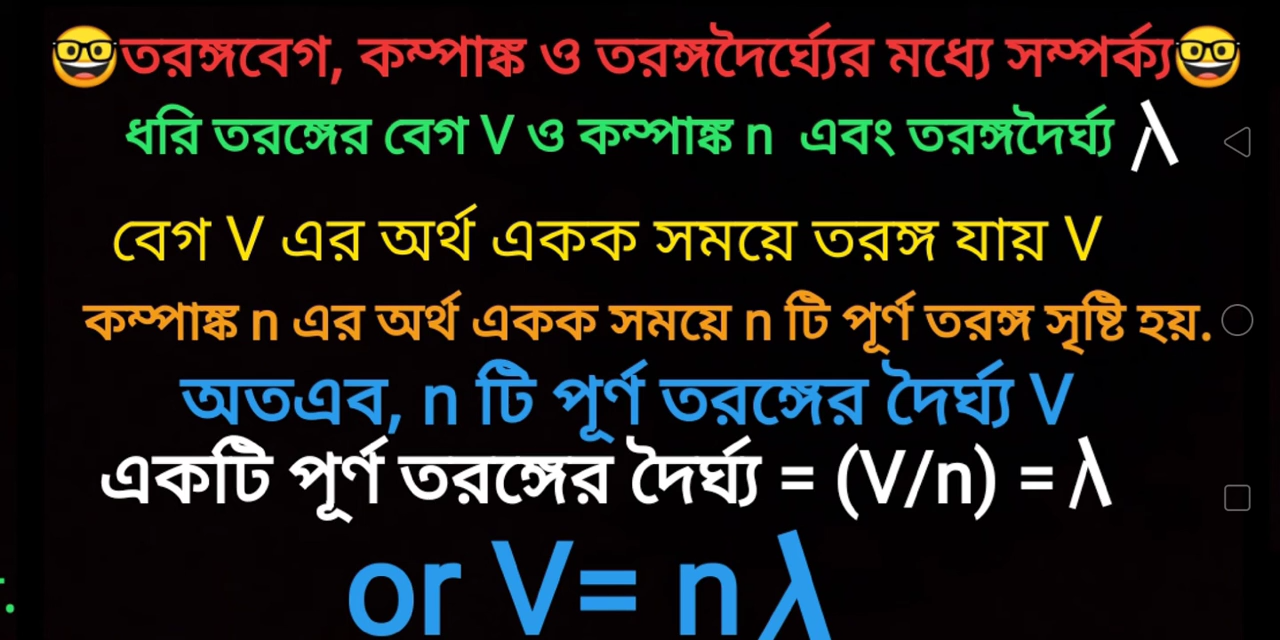 🤓তরঙ্গবেগ, কম্পাঙ্ক ও তরঙ্গদৈর্ঘ্যের মধ্যে সম্পর্ক্য🤓
ধরি তরঙ্গের বেগ V ও কম্পাঙ্ক n এবং তরঙ্গদৈর্ঘ্য λ
বেগ V এর অর্থ একক সময়ে তরঙ্গ যায় V
কম্পাঙ্ক n এর অর্থ একক সময়ে n টি পূর্ণ তরঙ্গ সৃষ্টি হয়.
অতএব, n টি পূর্ণ তরঙ্গের দৈর্ঘ্য V
একটি পূর্ণ তরঙ্গের দৈর্ঘ্য = (V/n) = λ
or V= n λ